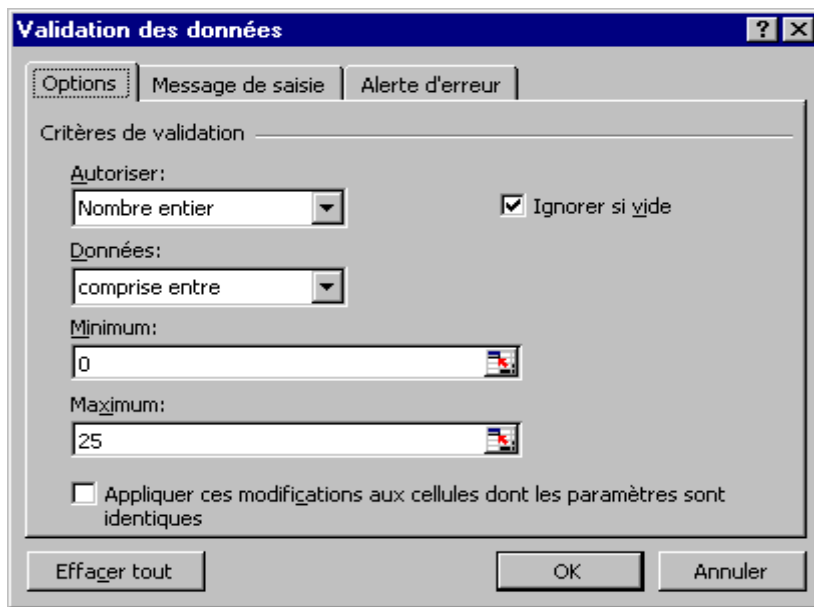 Validation des données
Options Message de saisie Alerte d'erreur
Critères de validation
Autoriser:
Nombre entier
Ignorer si vide
Données:
comprise entre
Minimum:
0
Maximum:
25
Appliquer ces modifications aux cellules dont les paramètres sont
identiques
Effacer tout OK Annuler